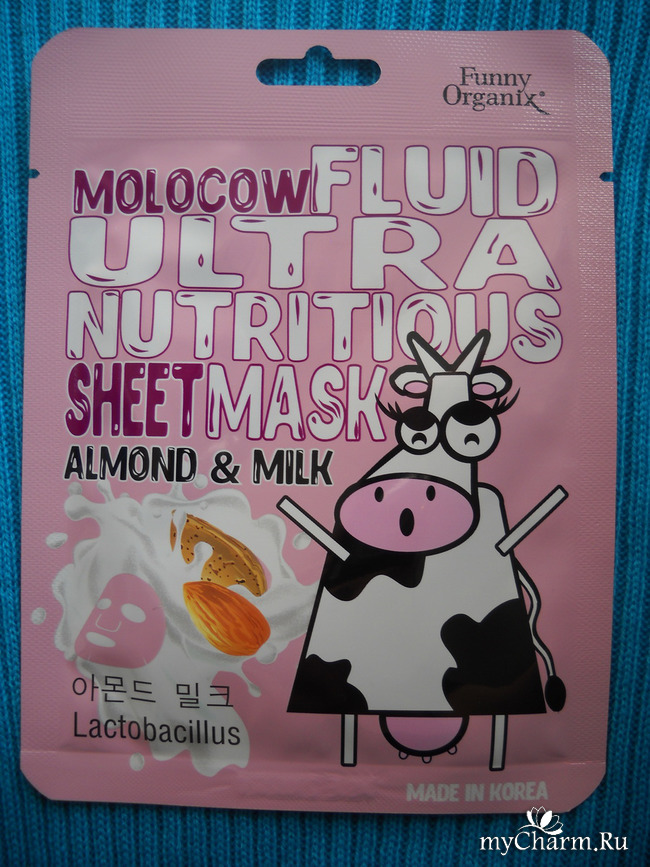 Funny
Organix®
MOLOCOW FLUID
ULTRA
NUTRITIOUS
SHEET MASK
ALMOND & MILK
아몬드 밀크
Lactobacillus
MADE IN KOREA
myCharm.Ru